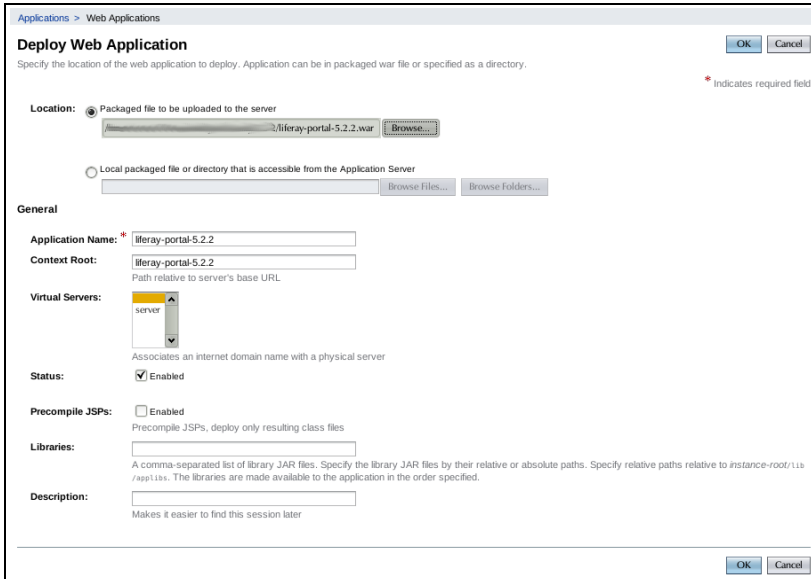 Applications > Web Applications
Deploy Web Application
OK Cancel
Specify the location of the web application to deploy. Application can be in packaged war file or specified as a directory.
* Indicates required field
Location: Packaged file to be uploaded to the server
/liferay-portal-5.2.2.war Browse...
Local packaged file or directory that is accessible from the Application Server
Browse Files... Browse Folders...
General
Application Name: * liferay-portal-5.2.2
Context Root: liferay-portal-5.2.2
Path relative to server's base URL
Virtual Servers:
server
Associates an internet domain name with a physical server
Status: Enabled
Precompile JSPs: Enabled
Precompile JSPs, deploy only resulting class files
Libraries:
A comma-separated list of library JAR files. Specify the library JAR files by their relative or absolute paths. Specify relative paths relative to instance-root/lib
/applibs. The libraries are made available to the application in the order specified.
Description:
Makes it easier to find this session later
OK Cancel